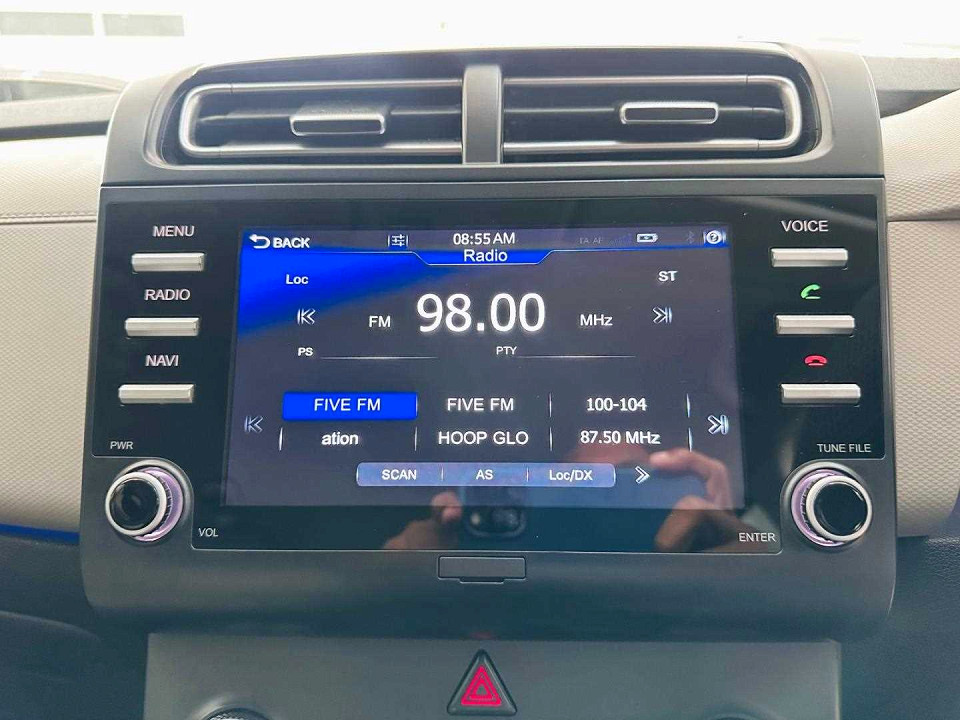 MENU
RADIO
NAVI
PWR
VOL
BACK
08:55 AM
TA AF
Radio
Loc
ST
FM 98.00 MHz
PS
PTY
FIVE FM FIVE FM 100-104
ation HOOP GLO 87.50 MHz
SCAN AS Loc/DX
VOICE
TUNE FILE
ENTER